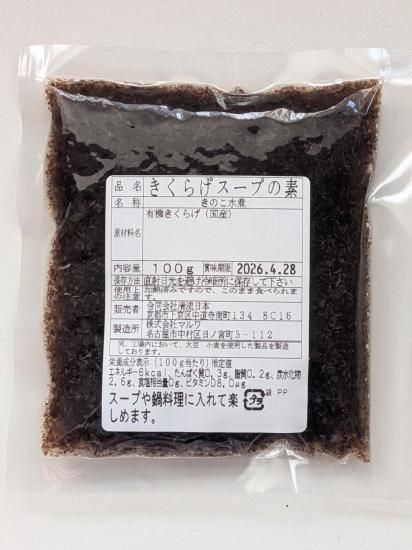 品名 きくらげスープの素
名称 きのこ水煮
原材料名 有機きくらげ（国産）
内容量 100g 賞味期限 2026.4.28
保存方法 直射日光を避け冷暗所に保存して下さい
使用上 加熱済みですので、このまま食べられま
の注意 す。
販売者 合同会社清流日本
京都市下京区中道寺南町134 8C16
製造所 株式会社マルワ
名古屋市中村区日ノ宮町3-112
同、工場内において、大豆 小麦を使用した製品を製造
しております。
栄養成分表示（100g当たり）推定値
エネルギー6kcal、たんぱく質0.3g、脂質0.2g、炭水化物
2.6g、食塩相当量0g、ビタミンD8.0μg
スープや鍋料理に入れて楽
しめます。
プラ 袋 PP